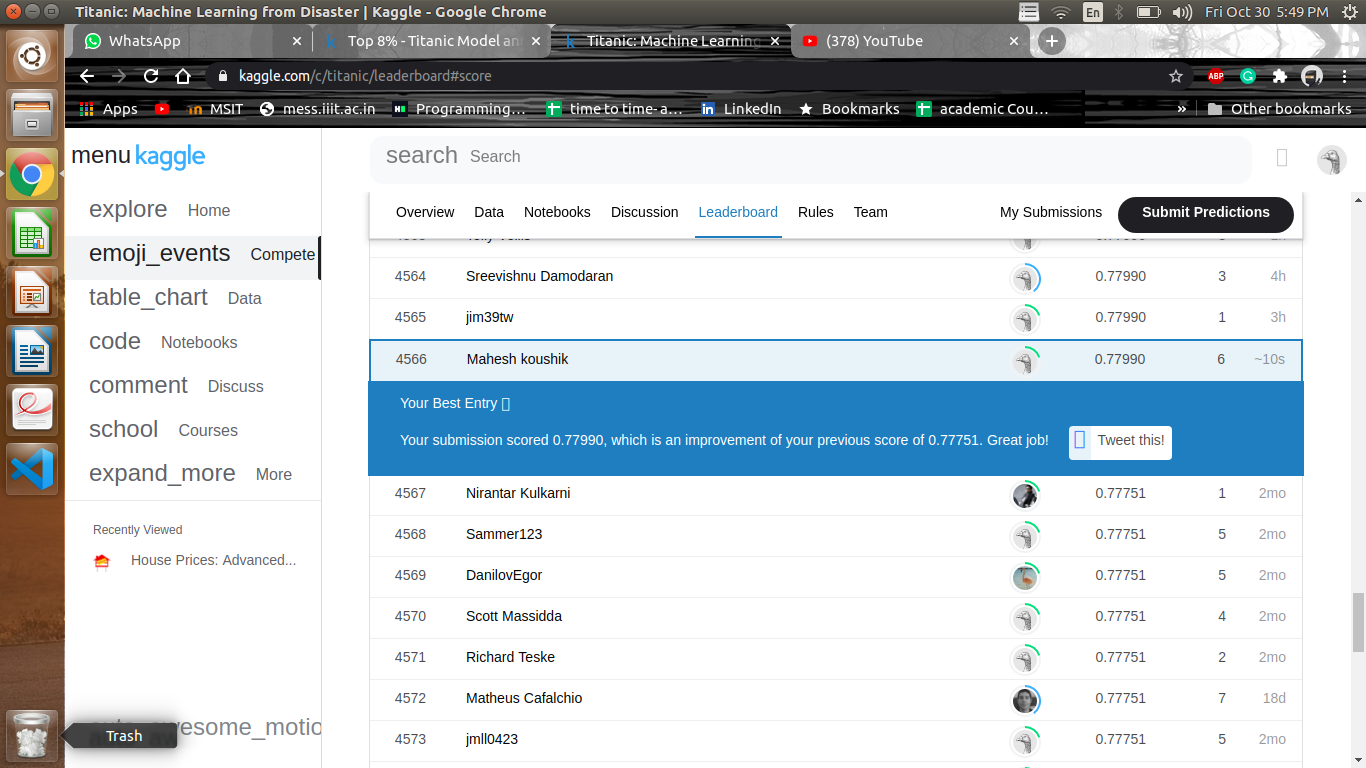 Titanic: Machine Learning from Disaster | Kaggle - Google Chrome
En
Fri Oct 30 5:49 PM
WhatsApp
Top 8% - Titanic Model an
Titanic: Machine Learning
(378) YouTube
kaggle.com/c/titanic/leaderboard#score
ABP
Apps
MSIT
mess.iiit.ac.in
Programming...
time to time- a...
LinkedIn
Bookmarks
academic Cou...
»
Other bookmarks
menu kaggle
search Search
explore Home
emoji_events Compete
table_chart Data
code Notebooks
comment Discuss
school Courses
expand_more More
Recently Viewed
House Prices: Advanced...
Trash
Overview Data Notebooks Discussion Leaderboard Rules Team My Submissions Submit Predictions
4564 Sreevishnu Damodaran 0.77990 3 4h
4565 jim39tw 0.77990 1 3h
4566 Mahesh koushik 0.77990 6 ~10s
Your Best Entry
Your submission scored 0.77990, which is an improvement of your previous score of 0.77751. Great job! Tweet this!
4567 Nirantar Kulkarni 0.77751 1 2mo
4568 Sammer123 0.77751 5 2mo
4569 DanilovEgor 0.77751 5 2mo
4570 Scott Massidda 0.77751 4 2mo
4571 Richard Teske 0.77751 2 2mo
4572 Matheus Cafalchio 0.77751 7 18d
4573 jmll0423 0.77751 5 2mo